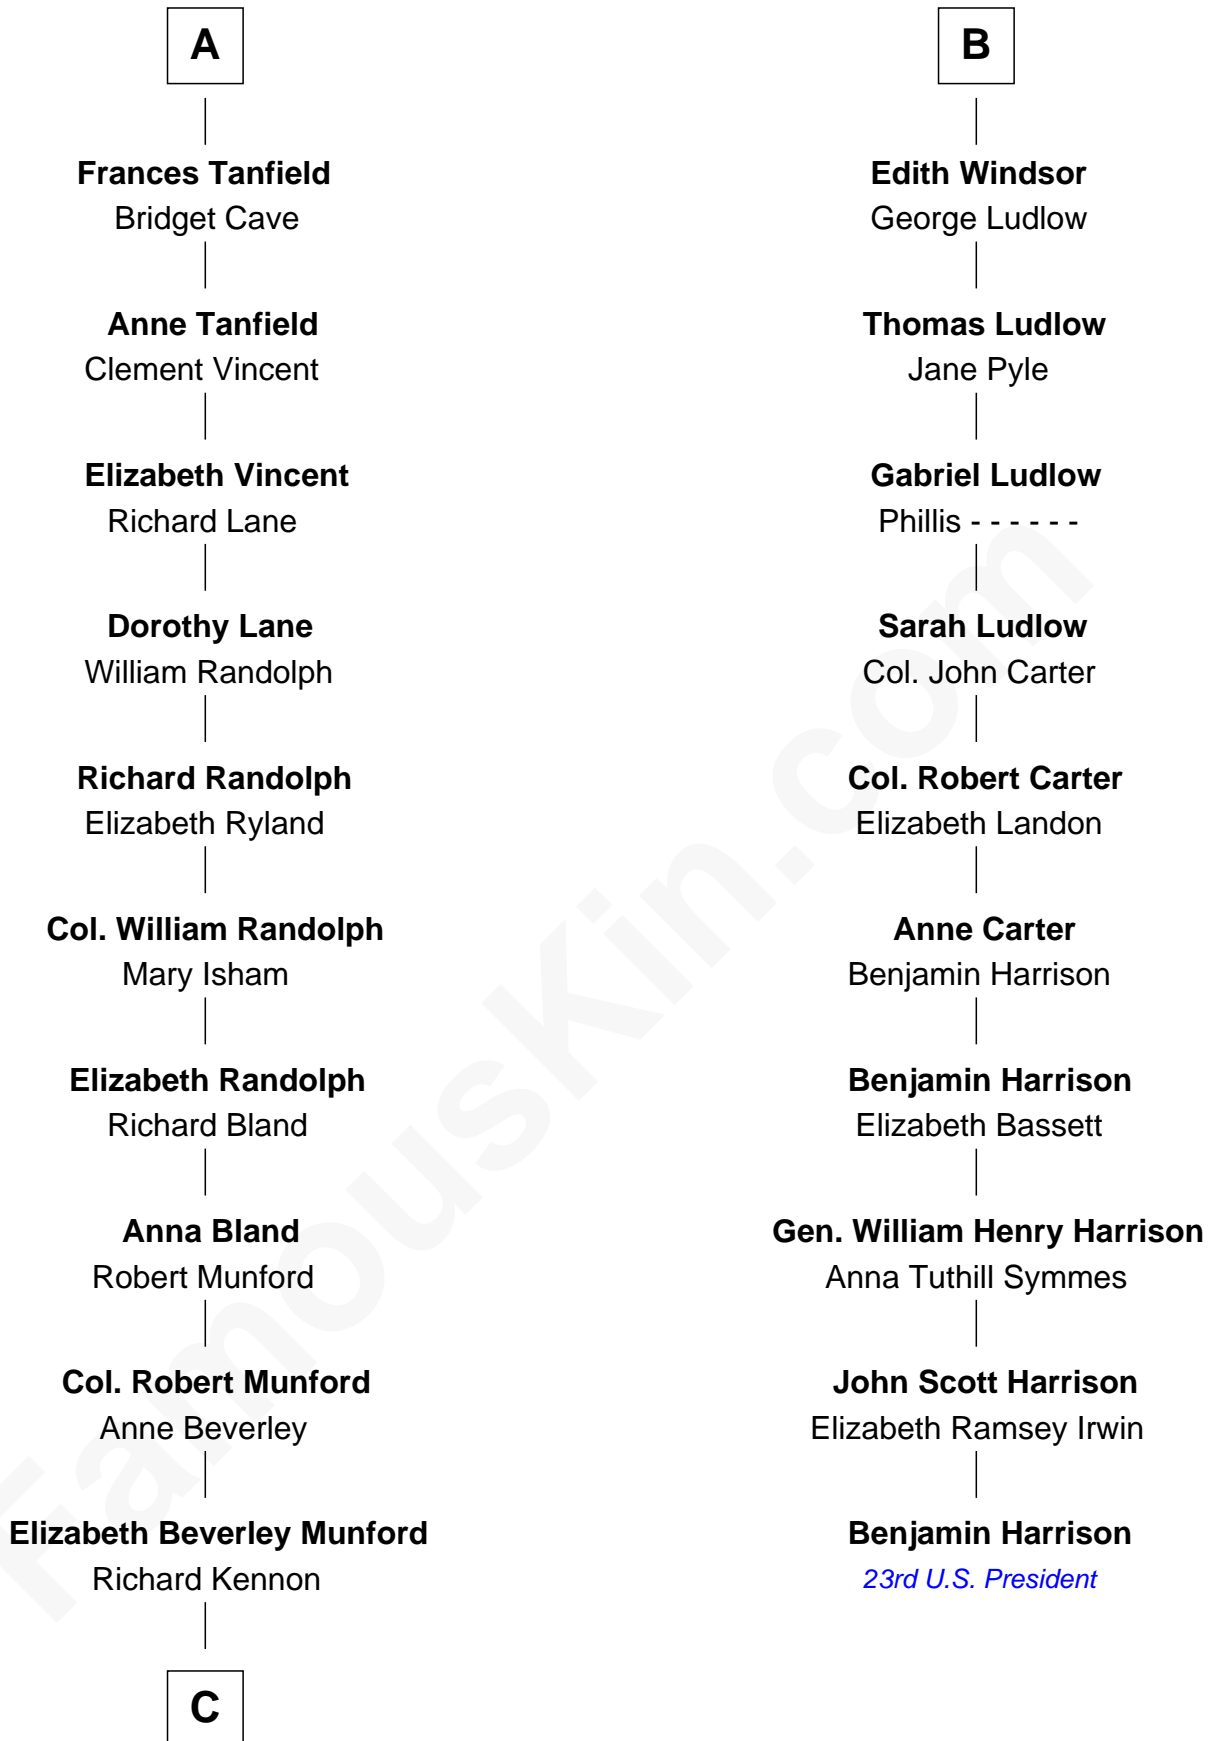 A
Frances Tanfield
Bridget Cave
Anne Tanfield
Clement Vincent
Elizabeth Vincent
Richard Lane
Dorothy Lane
William Randolph
Richard Randolph
Elizabeth Ryland
Col. William Randolph
Mary Isham
Elizabeth Randolph
Richard Bland
Anna Bland
Robert Munford
Col. Robert Munford
Anne Beverley
Elizabeth Beverley Munford
Richard Kennon
C
B
Edith Windsor
George Ludlow
Thomas Ludlow
Jane Pyle
Gabriel Ludlow
Phillis - - - - - -
Sarah Ludlow
Col. John Carter
Col. Robert Carter
Elizabeth Landon
Anne Carter
Benjamin Harrison
Benjamin Harrison
Elizabeth Bassett
Gen. William Henry Harrison
Anna Tuthill Symmes
John Scott Harrison
Elizabeth Ramsey Irwin
Benjamin Harrison
23rd U.S. President
FamousKin.com